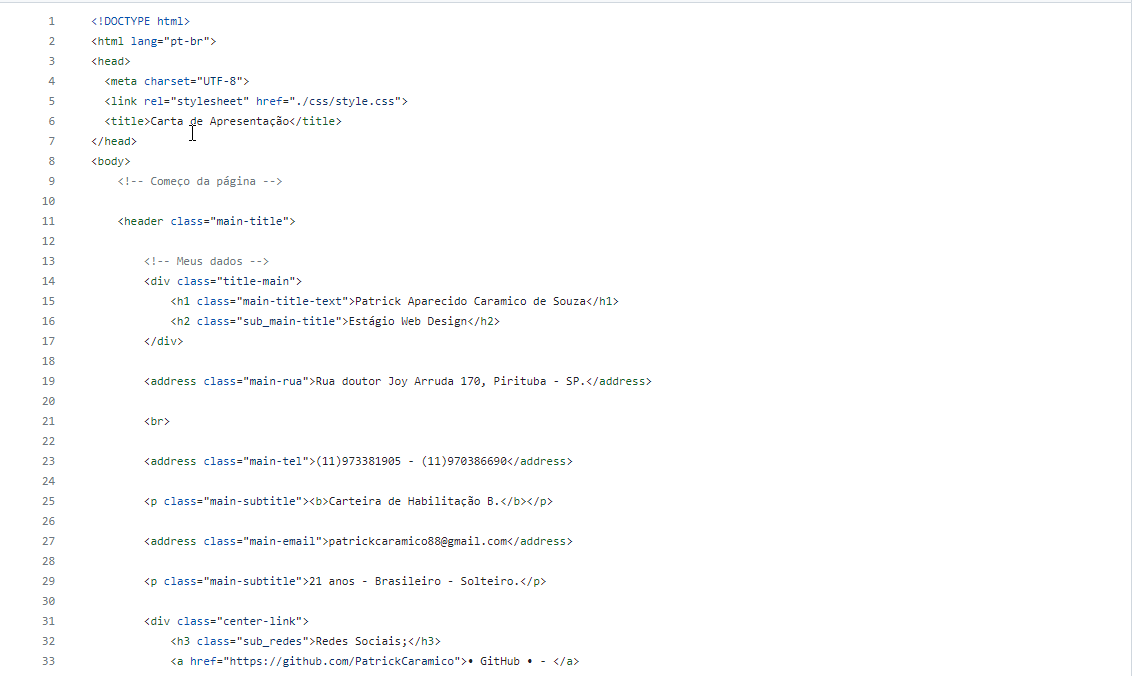 1 <!DOCTYPE html>
2 <html lang="pt-br">
3 <head>
4 <meta charset="UTF-8">
5 <link rel="stylesheet" href="./css/style.css">
6 <title>Carta de Apresentação</title>
7 </head>
8 <body>
9 <!-- Começo da página -->
10
11 <header class="main-title">
12
13 <!-- Meus dados -->
14 <div class="title-main">
15 <h1 class="main-title-text">Patrick Aparecido Caramico de Souza</h1>
16 <h2 class="sub_main-title">Estágio Web Design</h2>
17 </div>
18
19 <address class="main-rua">Rua doutor Joy Arruda 170, Pirituba - SP.</address>
20
21 <br>
22
23 <address class="main-tel">(11)973381905 - (11)970386690</address>
24
25 <p class="main-subtitle"><b>Carteira de Habilitação B.</b></p>
26
27 <address class="main-email">patrickcaramico88@gmail.com</address>
28
29 <p class="main-subtitle">21 anos - Brasileiro - Solteiro.</p>
30
31 <div class="center-link">
32 <h3 class="sub_redes">Redes Sociais;</h3>
33 <a href="https://github.com/PatrickCaramico">• GitHub • - </a>